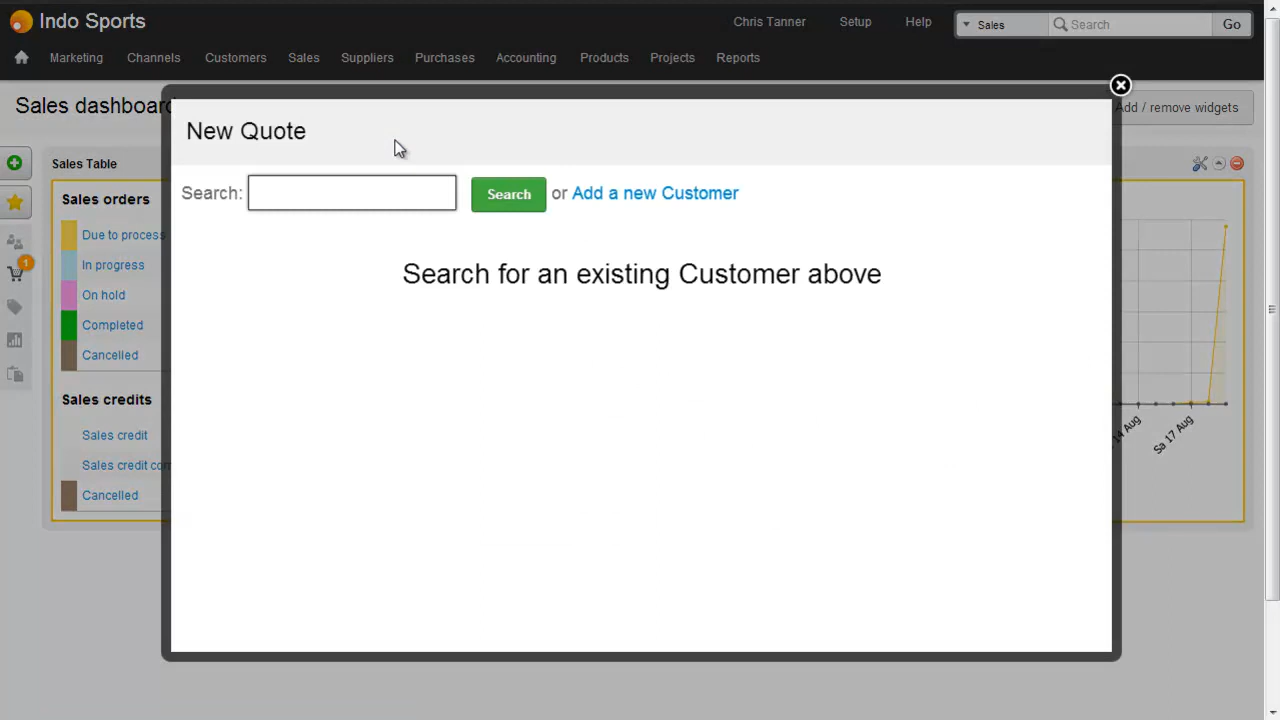 Indo Sports
Chris Tanner Setup Help Sales Search Go
Marketing Channels Customers Sales Suppliers Purchases Accounting Products Projects Reports
Sales dashboard
Add / remove widgets
New Quote
Search: Search or Add a new Customer
Search for an existing Customer above
Sales Table
Sales orders
Due to process
In progress
On hold
Completed
Cancelled
Sales credits
Sales credit
Sales credit com
Cancelled
1
14 Aug
Sa 17 Aug